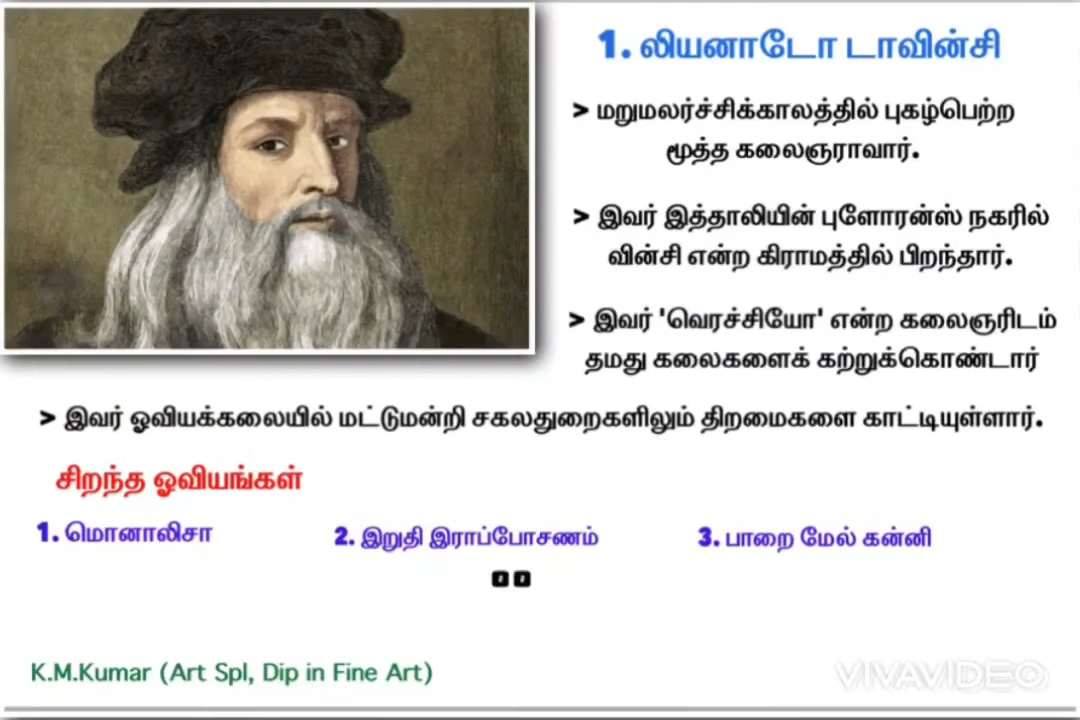 1. லியனாடோ டாவின்சி
> மறுமலர்ச்சிக்காலத்தில் புகழ்பெற்ற
மூத்த கலைஞராவார்.
> இவர் இத்தாலியின் புளோரன்ஸ் நகரில்
வின்சி என்ற கிராமத்தில் பிறந்தார்.
> இவர் 'வெரச்சியோ' என்ற கலைஞரிடம்
தமது கலைகளைக் கற்றுக்கொண்டார்
> இவர் ஓவியக்கலையில் மட்டுமன்றி சகலதுறைகளிலும் திறமைகளை காட்டியுள்ளார்.
சிறந்த ஓவியங்கள்
1. மொனாலிசா 2. இறுதி இராப்போசணம் 3. பாறை மேல் கன்னி
K.M.Kumar (Art Spl, Dip in Fine Art)
VIVAVIDEO